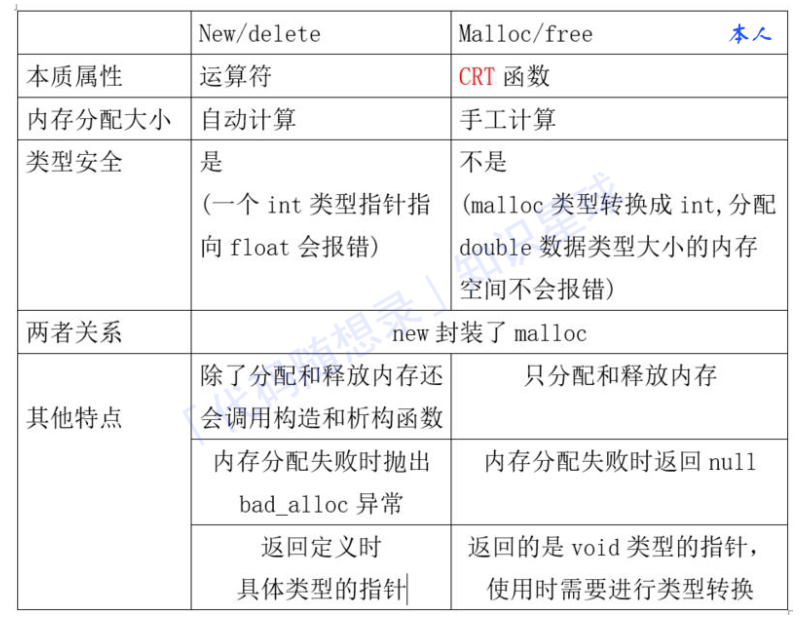 New/delete
Malloc/free
本人
本质属性
运算符
CRT 函数
内存分配大小
自动计算
手工计算
类型安全
是
(一个 int 类型指针指
向 float 会报错)
不是
(malloc 类型转换成 int,分配
double 数据类型大小的内存
空间不会报错)
两者关系
new 封装了 malloc
其他特点
除了分配和释放内存还
会调用构造和析构函数
只分配和释放内存
内存分配失败时抛出
bad_alloc 异常
内存分配失败时返回 null
返回定义时
具体类型的指针
返回的是 void 类型的指针，
使用时需要进行类型转换
「代码随想录」知识星球